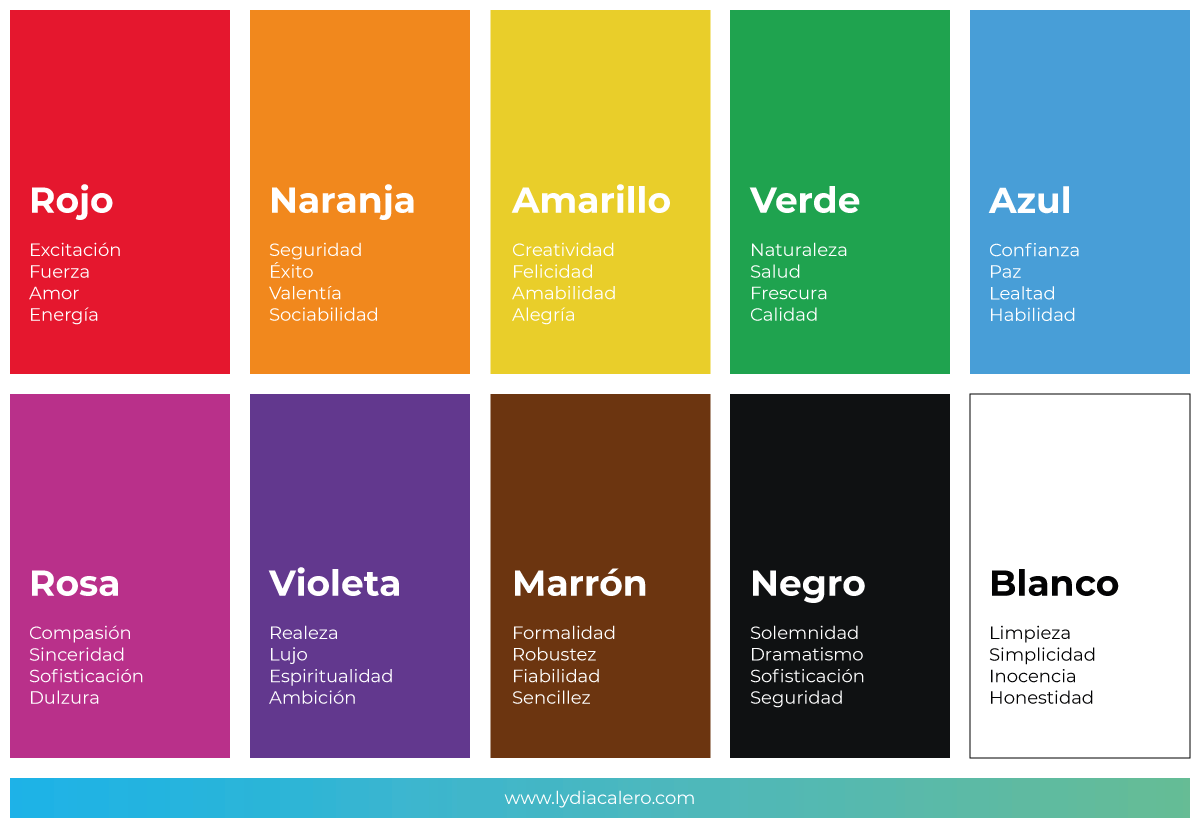 Rojo
Excitación
Fuerza
Amor
Energía
Naranja
Seguridad
Éxito
Valentía
Sociabilidad
Amarillo
Creatividad
Felicidad
Amabilidad
Alegría
Verde
Naturaleza
Salud
Frescura
Calidad
Azul
Confianza
Paz
Lealtad
Habilidad
Rosa
Compasión
Sinceridad
Sofisticación
Dulzura
Violeta
Realeza
Lujo
Espiritualidad
Ambición
Marrón
Formalidad
Robustez
Fiabilidad
Sencillez
Negro
Solemnidad
Dramatismo
Sofisticación
Seguridad
Blanco
Limpieza
Simplicidad
Inocencia
Honestidad
www.lydiacalero.com